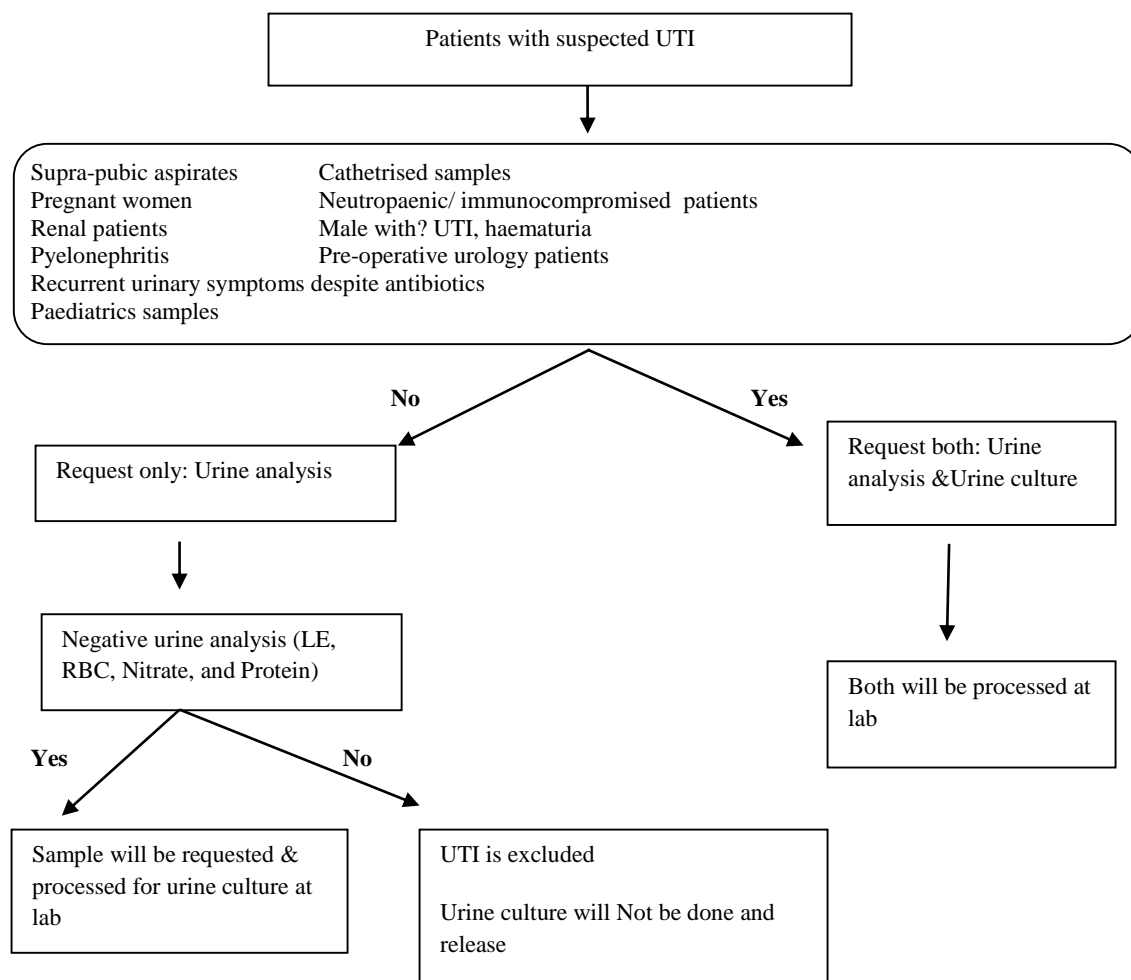 Patients with suspected UTI
Supra-pubic aspirates Cathetrised samples
Pregnant women Neutropaenic/ immunocompromised patients
Renal patients Male with? UTI, haematuria
Pyelonephritis Pre-operative urology patients
Recurrent urinary symptoms despite antibiotics
Paediatrics samples
No
Yes
Request only: Urine analysis
Request both: Urine
analysis &Urine culture
Negative urine analysis (LE,
RBC, Nitrate, and Protein)
Both will be processed at
lab
Yes
No
Sample will be requested &
processed for urine culture at
lab
UTI is excluded
Urine culture will Not be done and
release